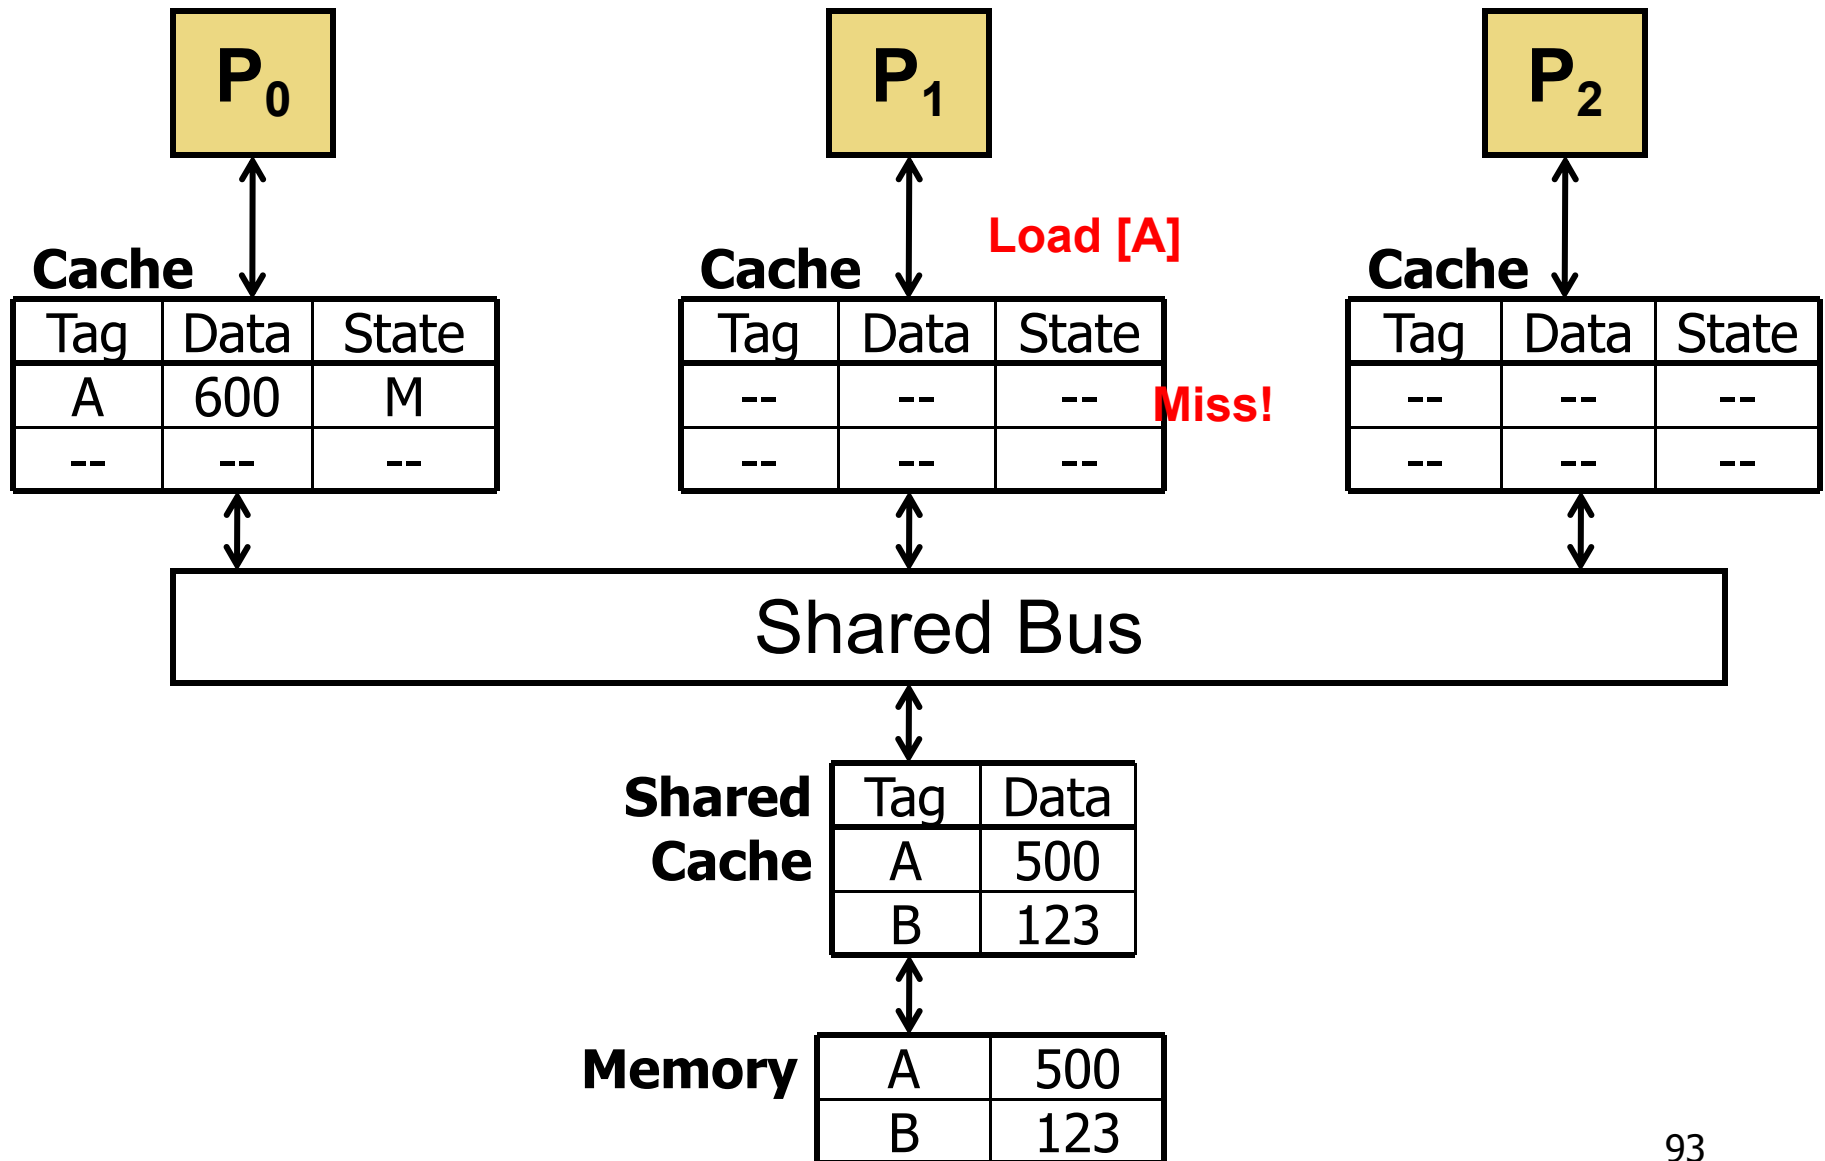 P0 P1 P2
Load [A]
Cache Cache Cache
Tag Data State Tag Data State Tag Data State
A 600 M -- -- -- Miss! -- -- --
-- -- -- -- -- -- -- -- --
Shared Bus
Shared Tag Data
Cache A 500
B 123
Memory A 500
B 123
93